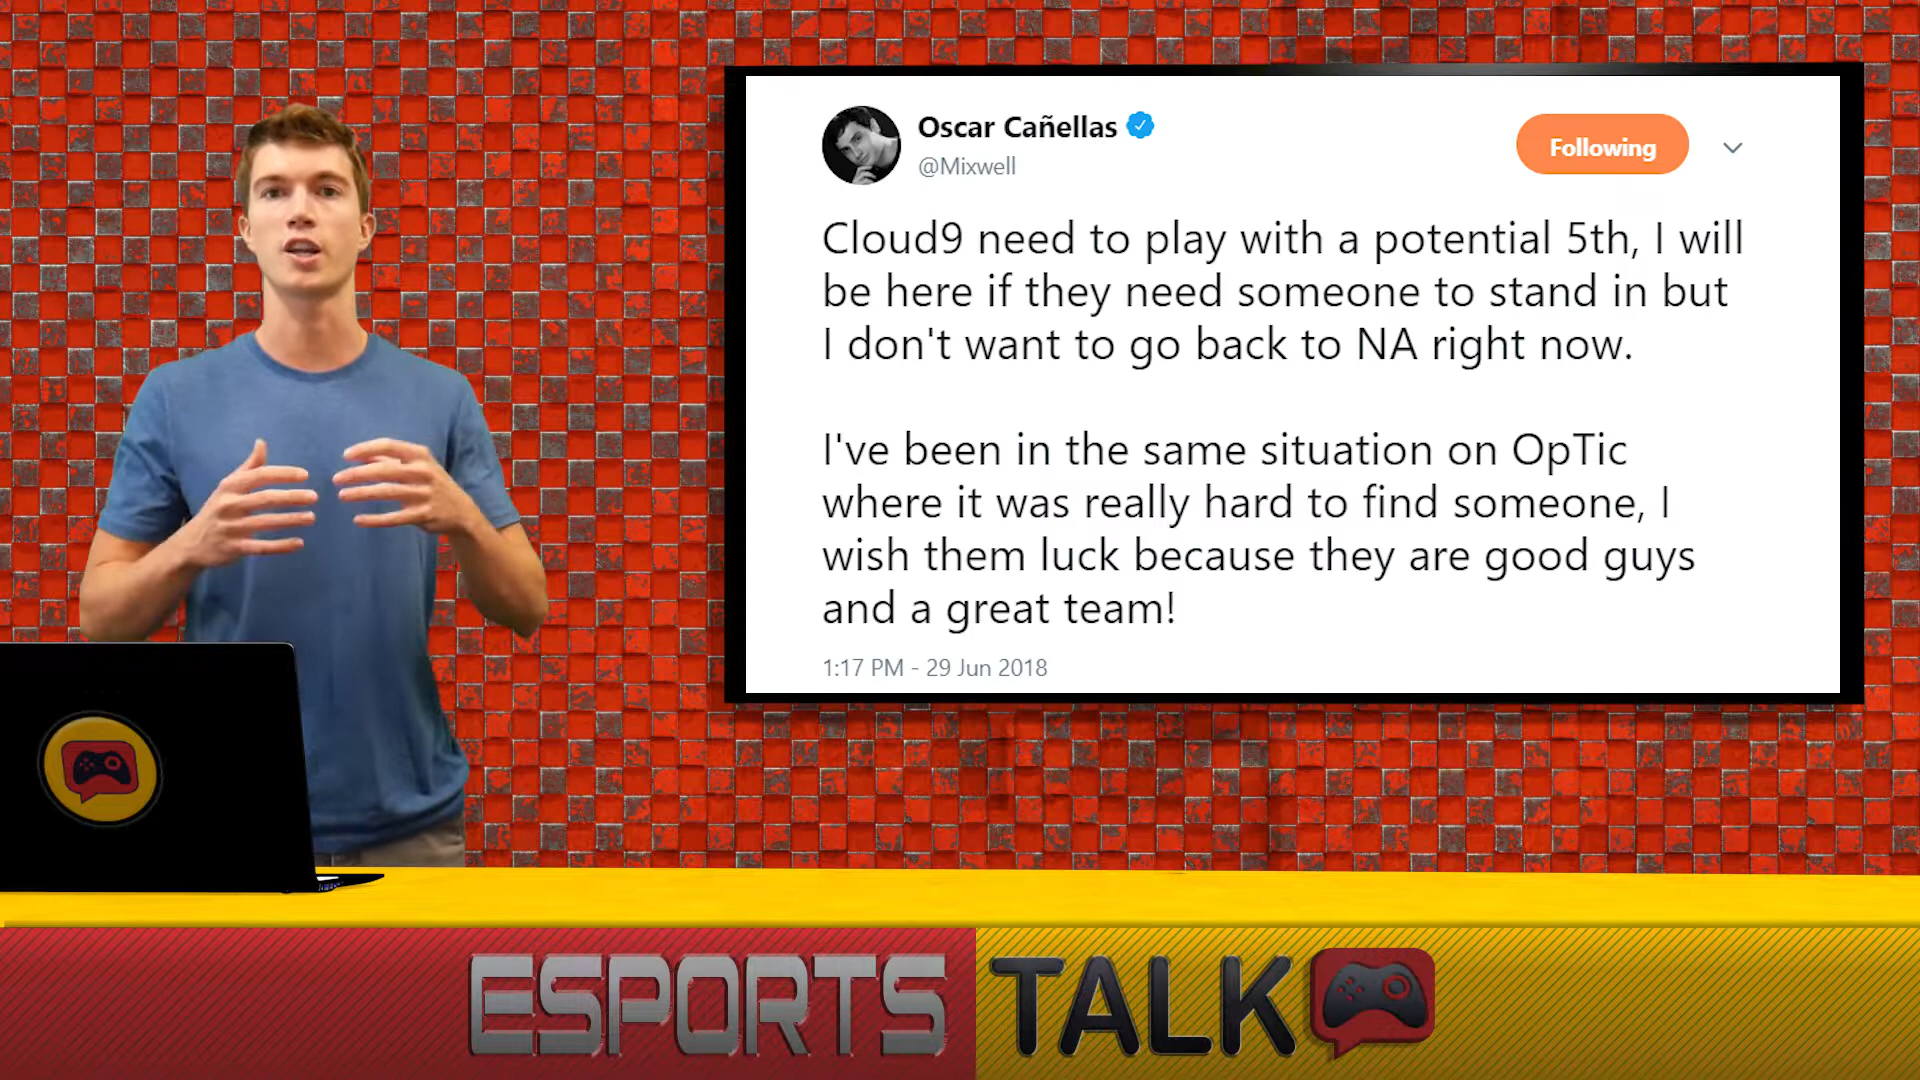 Oscar Cañellas
@Mixwell
Following
Cloud9 need to play with a potential 5th, I will
be here if they need someone to stand in but
I don't want to go back to NA right now.
I've been in the same situation on OpTic
where it was really hard to find someone, I
wish them luck because they are good guys
and a great team!
1:17 PM - 29 Jun 2018
ESPORTS TALK